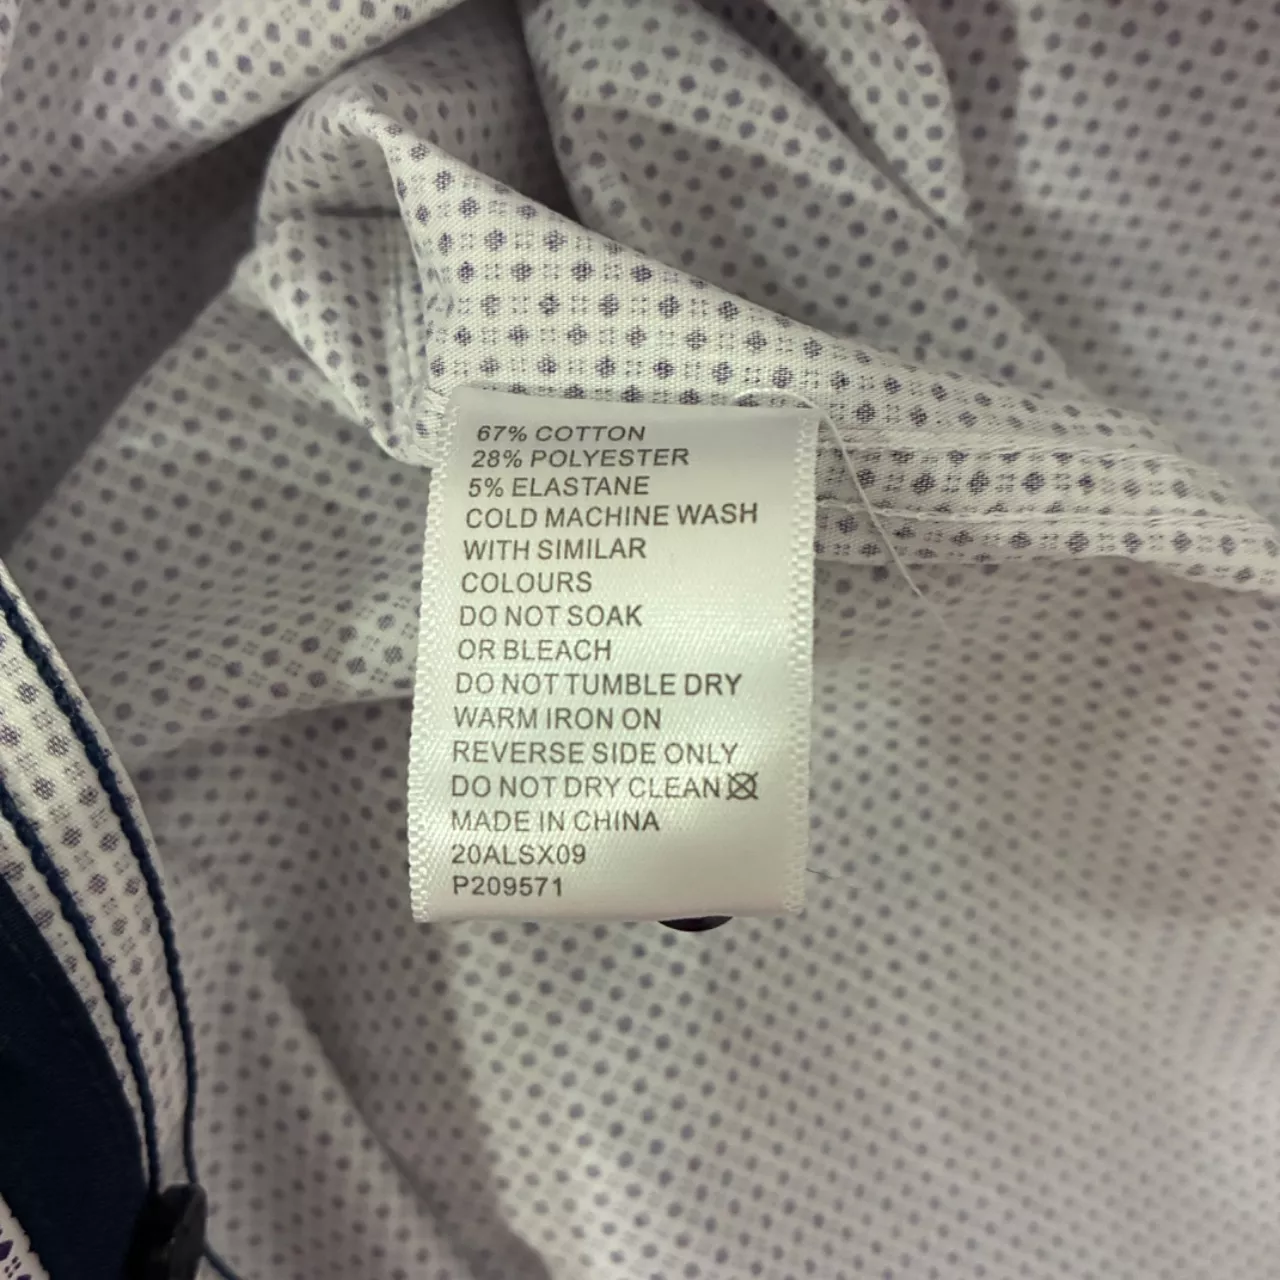 67% COTTON
28% POLYESTER
5% ELASTANE
COLD MACHINE WASH
WITH SIMILAR
COLOURS
DO NOT SOAK
OR BLEACH
DO NOT TUMBLE DRY
WARM IRON ON
REVERSE SIDE ONLY
DO NOT DRY CLEAN
MADE IN CHINA
20ALSX09
P209571